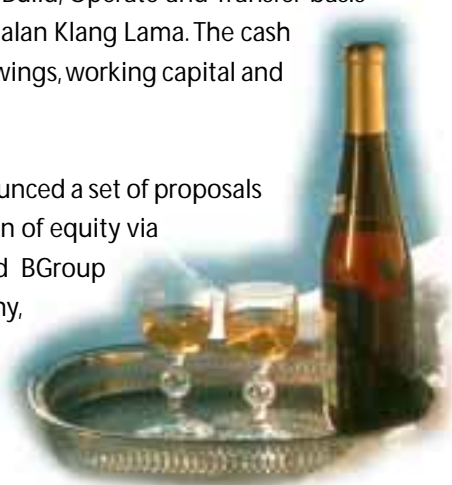 Build, Operate and Transfer basis
alan Klang Lama. The cash
wings, working capital and
unced a set of proposals
n of equity via
d BGroup
ny,